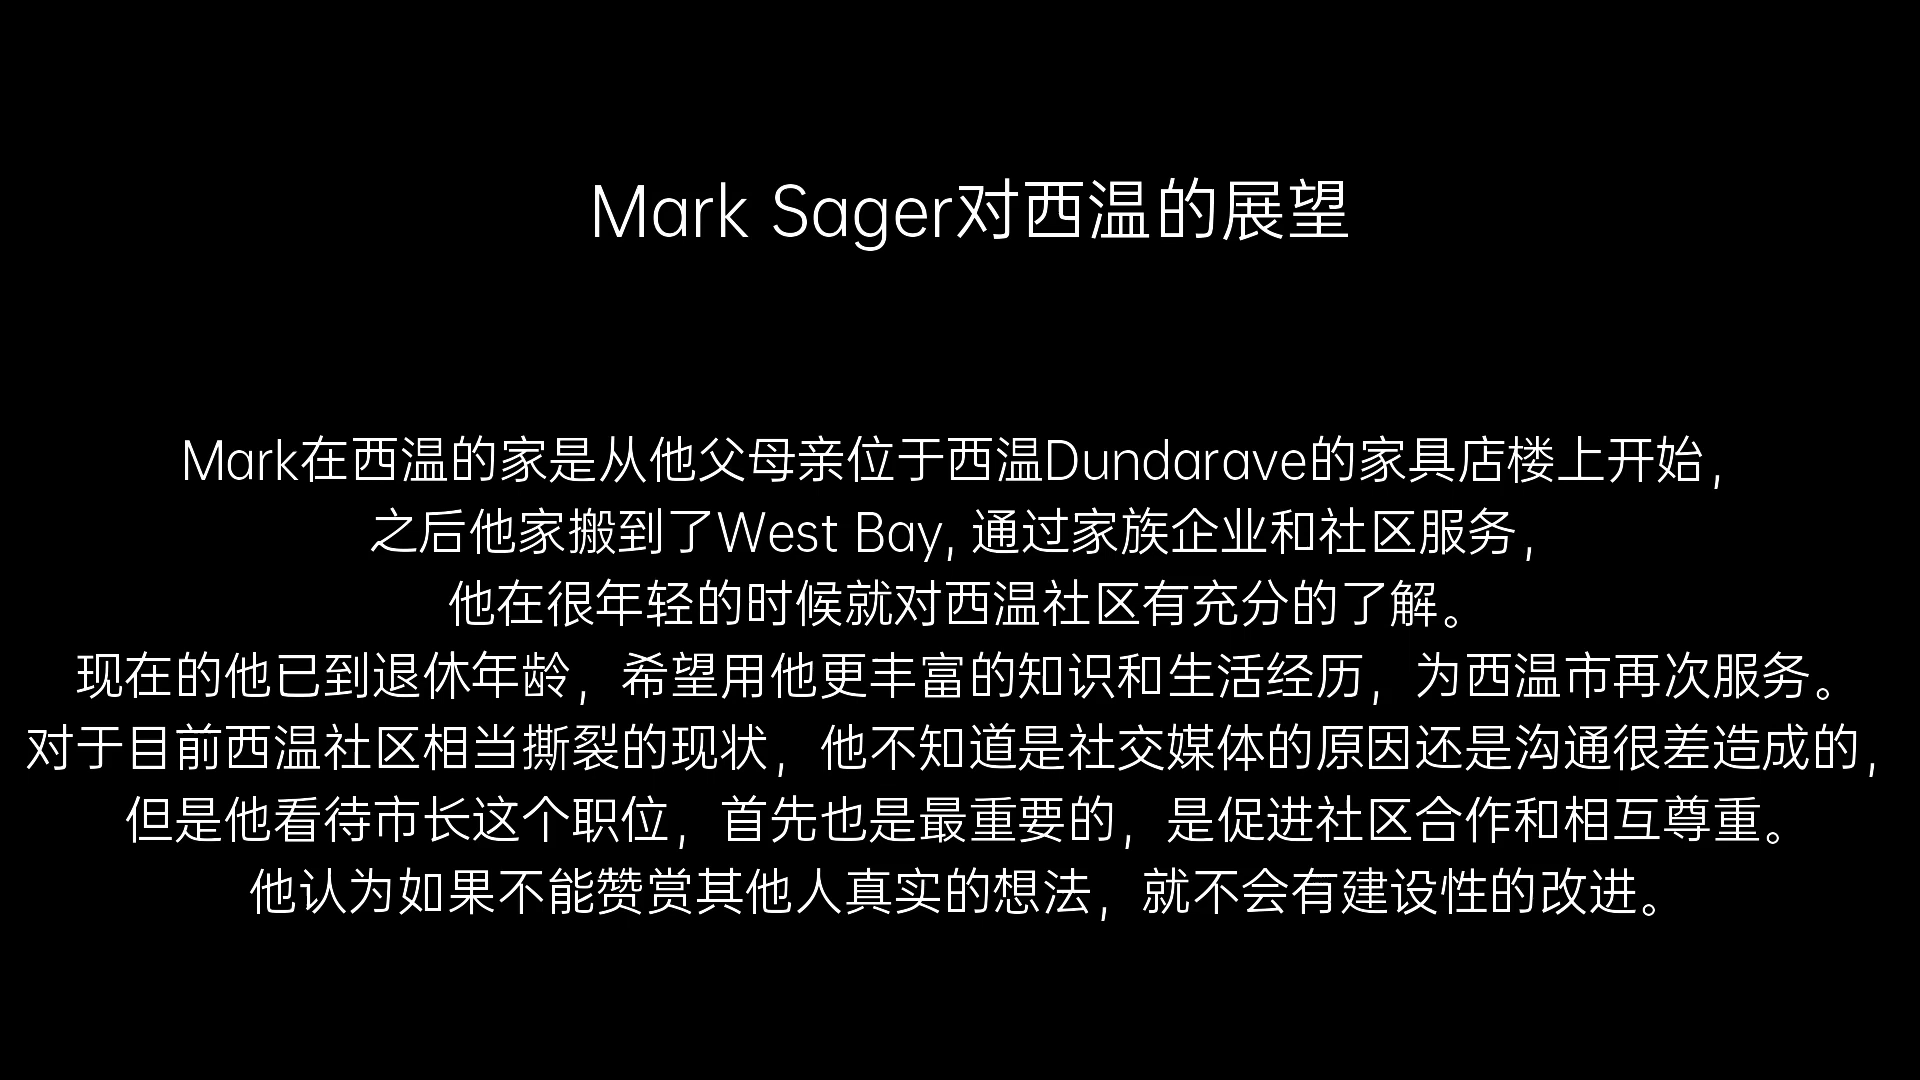 Mark Sager对西温的展望
Mark在西温的家是从他父母亲位于西温Dundarave的家具店楼上开始，
之后他家搬到了West Bay, 通过家族企业和社区服务，
他在很年轻的时候就对西温社区有充分的了解。
现在的他已到退休年龄，希望用他更丰富的知识和生活经历，为西温市再次服务。
对于目前西温社区相当撕裂的现状，他不知道是社交媒体的原因还是沟通很差造成的，
但是他看待市长这个职位，首先也是最重要的，是促进社区合作和相互尊重。
他认为如果不能赞赏其他人真实的想法，就不会有建设性的改进。